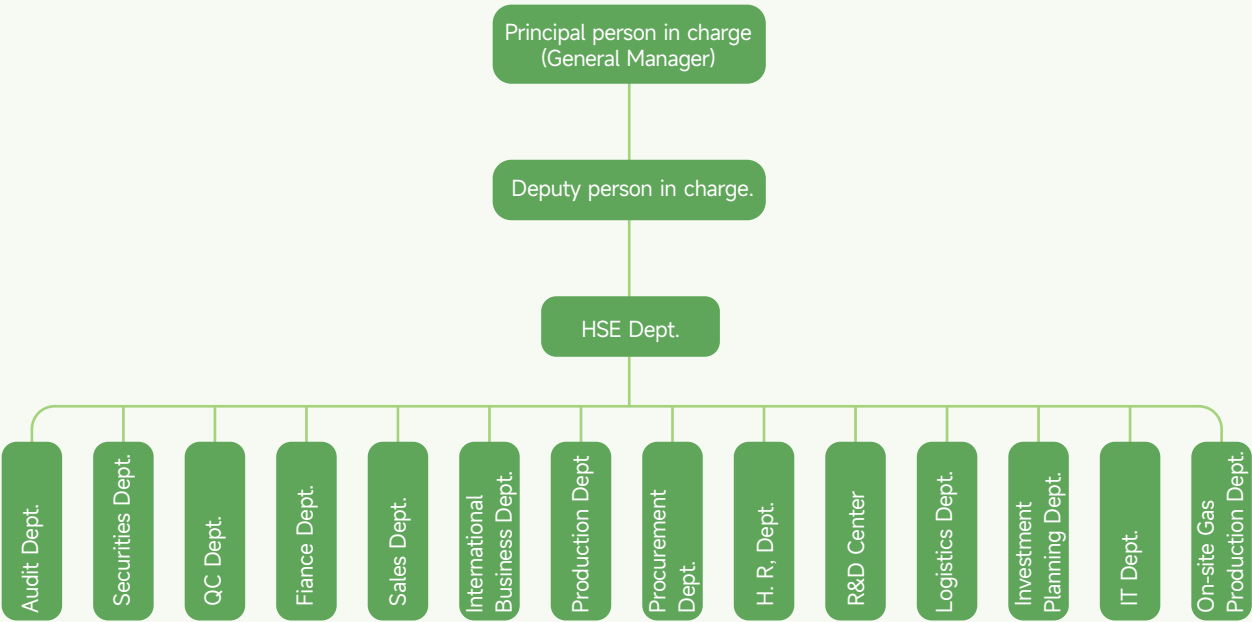 Principal person in charge
(General Manager)
Deputy person in charge.
HSE Dept.
Audit Dept.
Securities Dept.
QC Dept.
Fiance Dept.
Sales Dept.
International
Business Dept.
Production Dept
Procurement
Dept.
H. R, Dept.
R&D Center
Logistics Dept.
Investment
Planning Dept.
IT Dept.
On-site Gas
Production Dept.